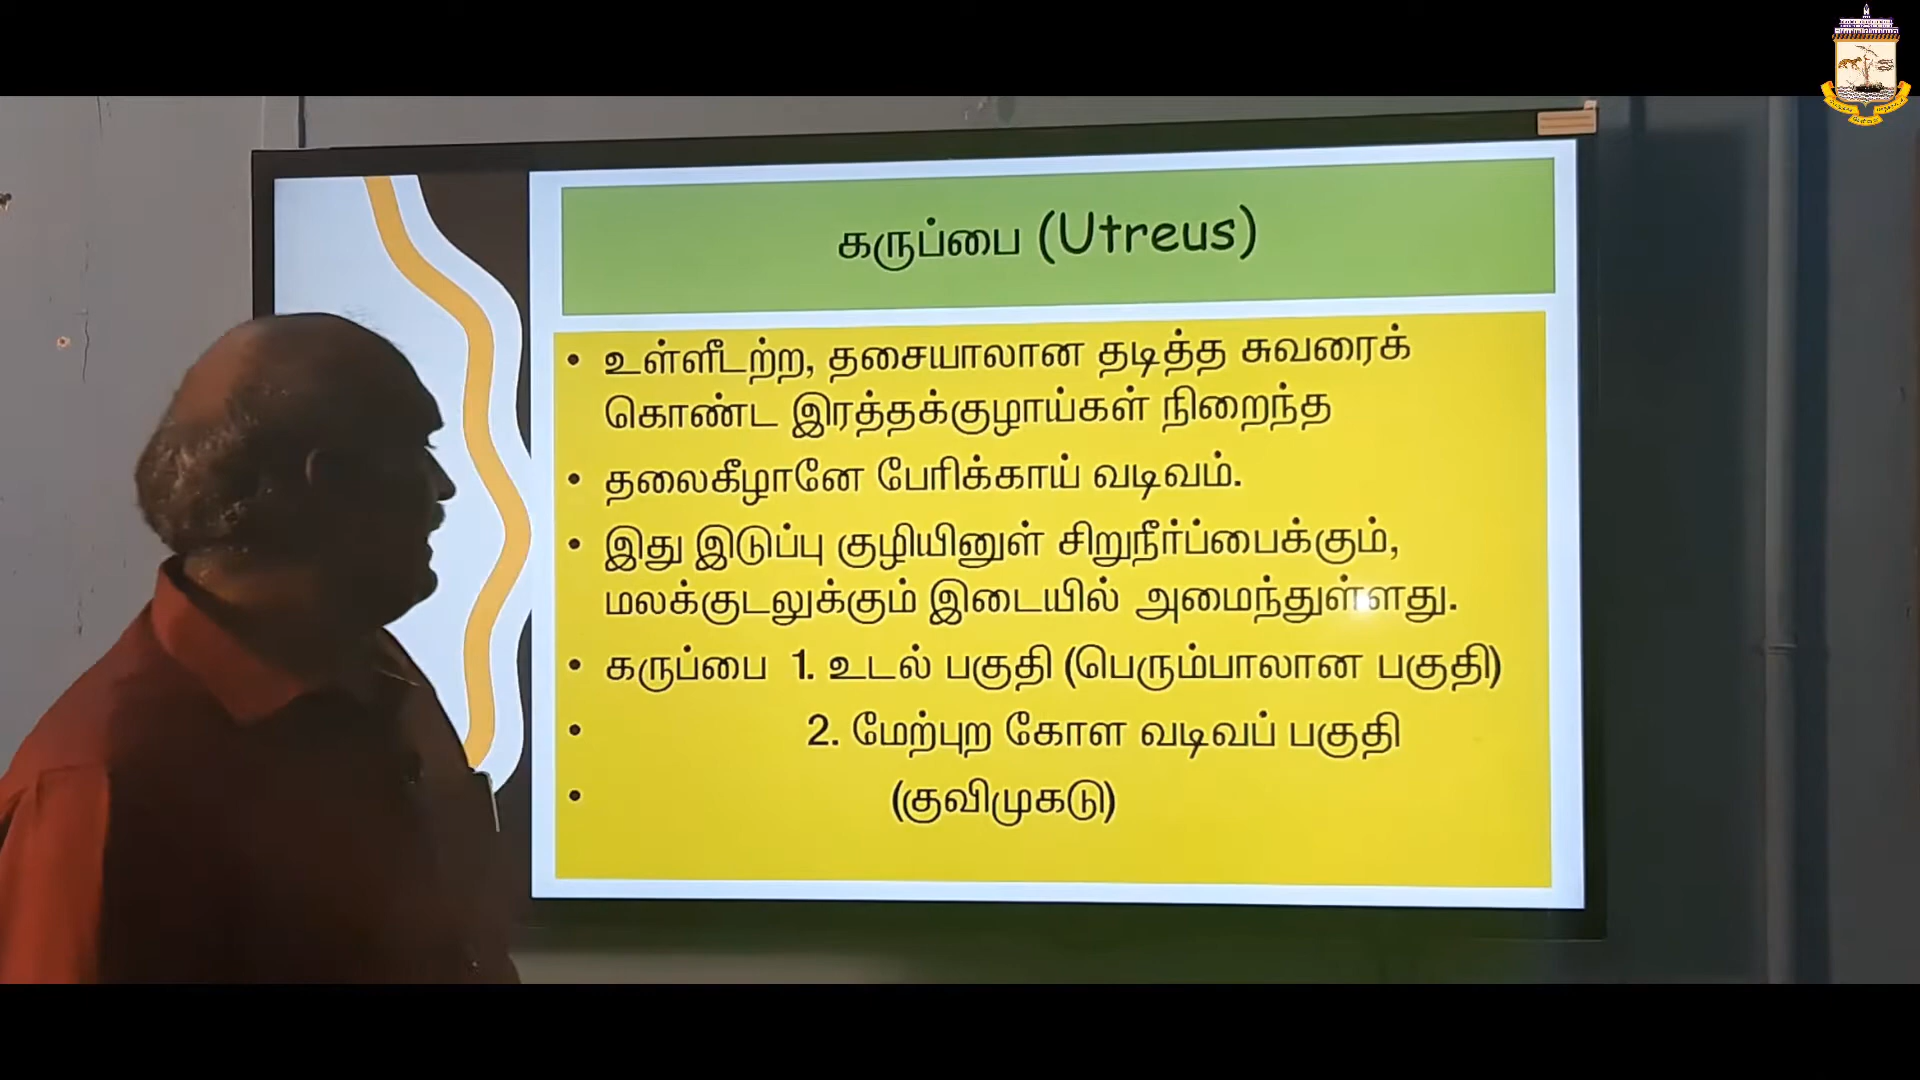 கருப்பை (Utreus)
• உள்ளீடற்ற, தசையாலான தடித்த சுவரைக்
கொண்ட இரத்தக்குழாய்கள் நிறைந்த
• தலைகீழானே பேரிக்காய் வடிவம்.
• இது இடுப்பு குழியினுள் சிறுநீர்ப்பைக்கும்,
மலக்குடலுக்கும் இடையில் அமைந்துள்ளது.
• கருப்பை 1. உடல் பகுதி (பெரும்பாலான பகுதி)
• 2. மேற்புற கோள வடிவப் பகுதி
• (குவிமுகடு)